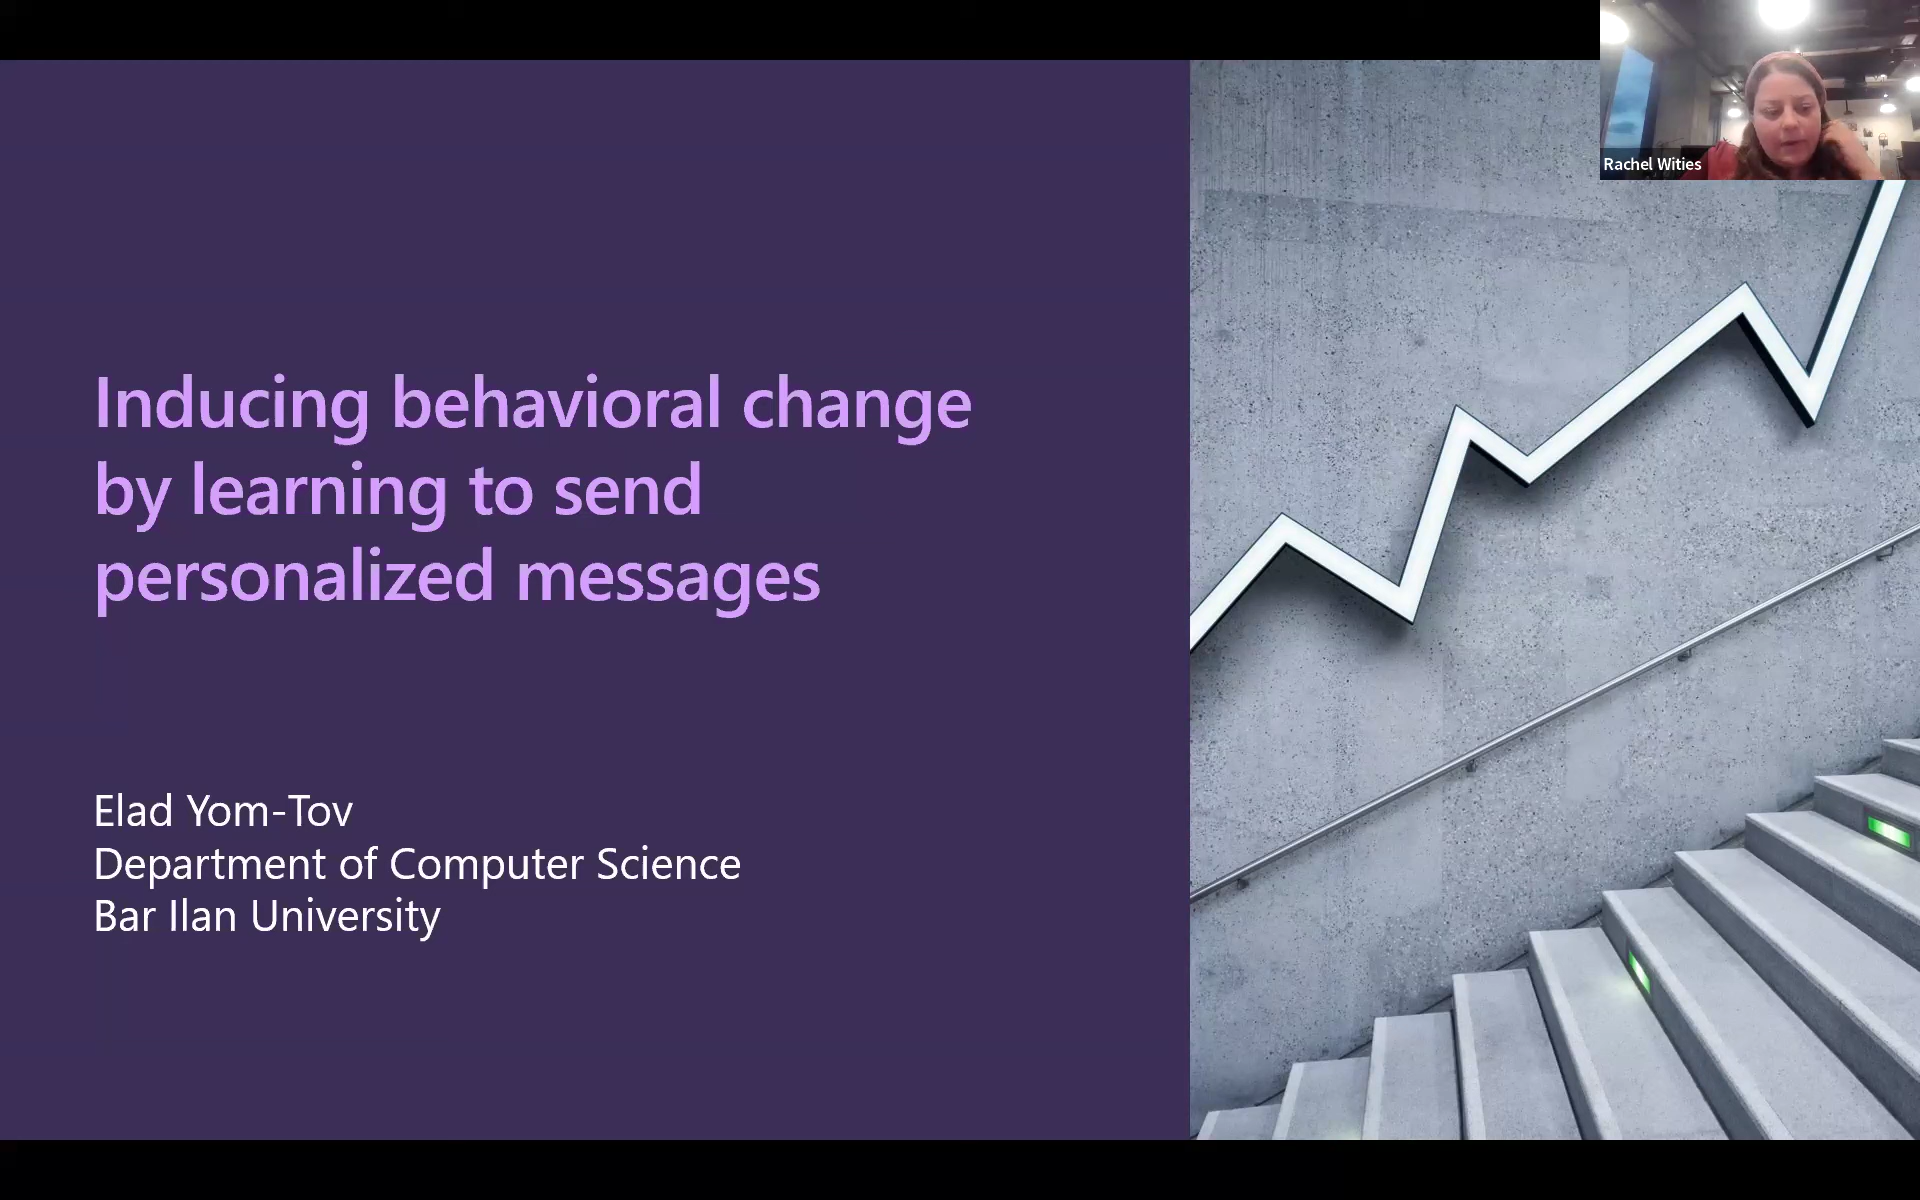 Rachel Wities
Inducing behavioral change
by learning to send
personalized messages
Elad Yom-Tov
Department of Computer Science
Bar Ilan University